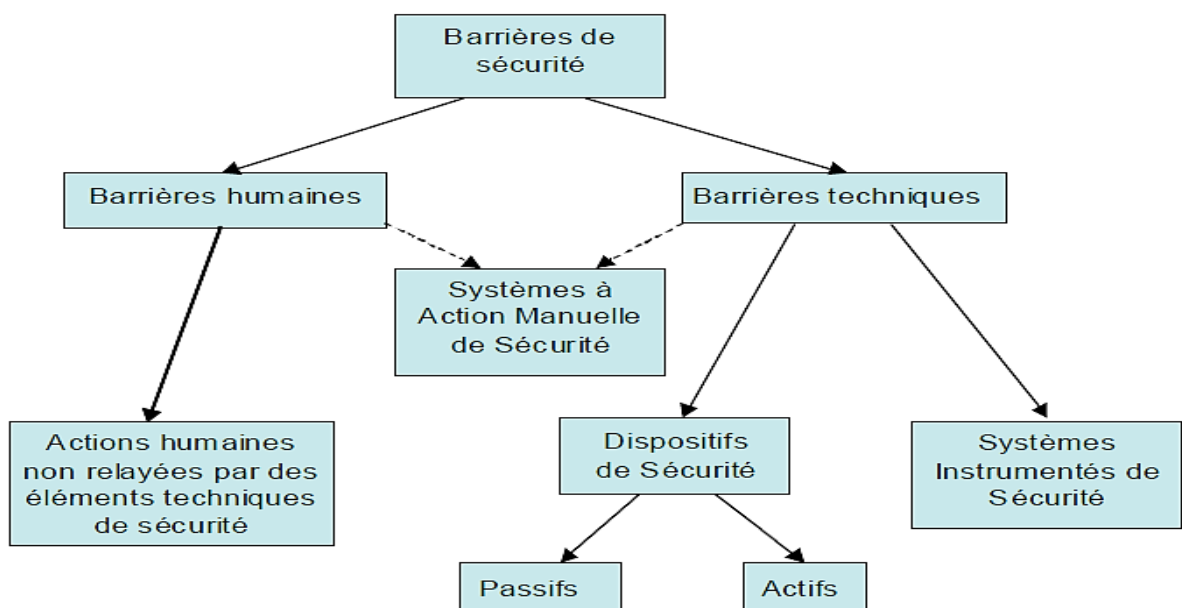 Barrières de
sécurité
Barrières humaines
Barrières techniques
Systèmes à
Action Manuelle
de Sécurité
Actions humaines
non relayées par des
éléments techniques
de sécurité
Dispositifs
de Sécurité
Systèmes
Instrumentés de
Sécurité
Passifs
Actifs